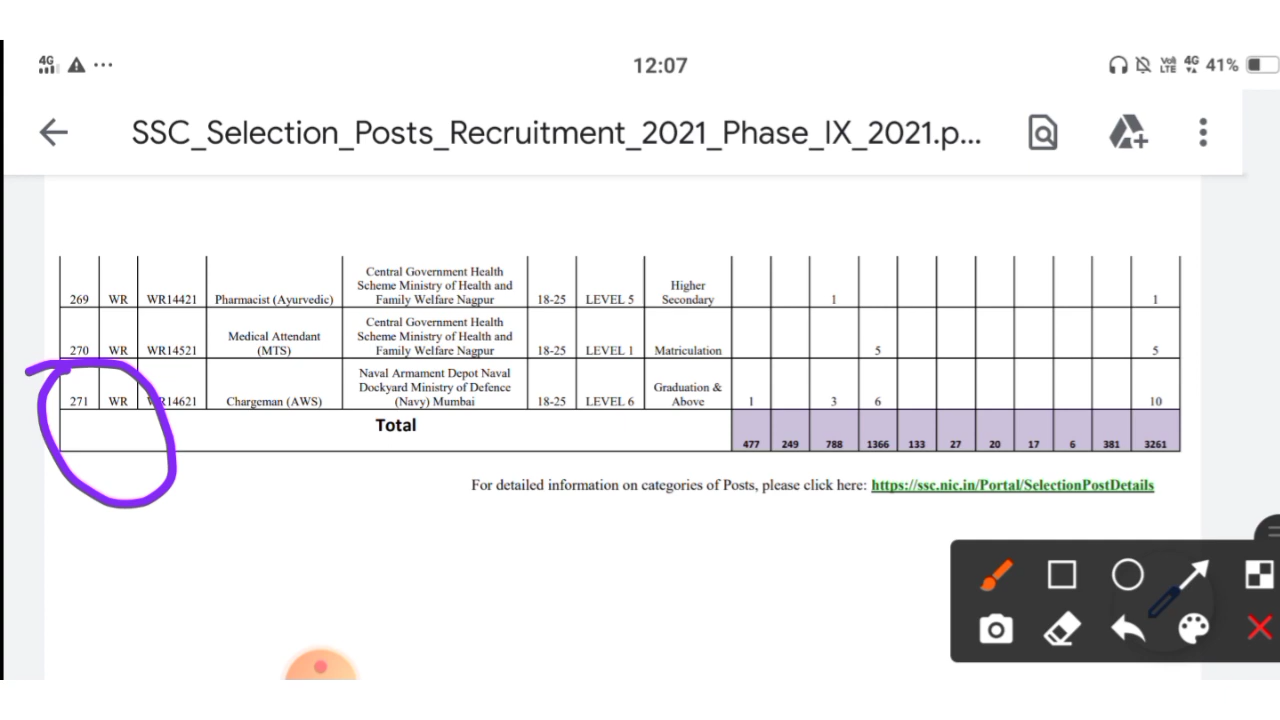 4G ...
12:07
Vol LTE 4G 41%
SSC_Selection_Posts_Recruitment_2021_Phase_IX_2021.p...
269 WR WR14421 Pharmacist (Ayurvedic) Central Government Health
Scheme Ministry of Health and
Family Welfare Nagpur 18-25 LEVEL 5 Higher
Secondary 1 1
270 WR WR14521 Medical Attendant
(MTS) Central Government Health
Scheme Ministry of Health and
Family Welfare Nagpur 18-25 LEVEL 1 Matriculation 5 5
271 WR WR14621 Chargeman (AWS) Naval Armament Depot Naval
Dockyard Ministry of Defence
(Navy) Mumbai 18-25 LEVEL 6 Graduation &
Above 1 3 6 10
Total 477 249 788 1366 133 27 20 17 6 381 3261
For detailed information on categories of Posts, please click here: https://ssc.nic.in/Portal/SelectionPostDetails